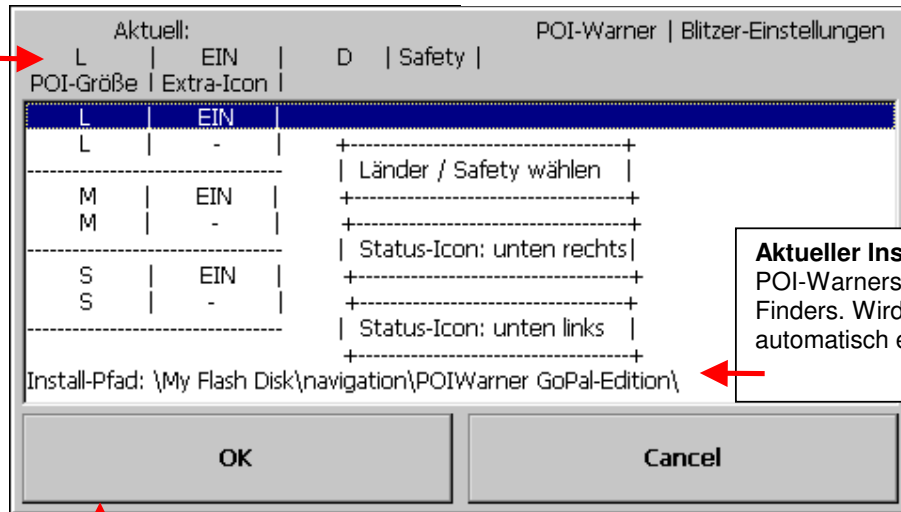 Aktuell: POI-Warner | Blitzer-Einstellungen
L | EIN | D | Safety |
POI-Größe | Extra-Icon |
L | EIN |
L | - | +-----------------------------------+
------------------------------- | Länder / Safety wählen |
M | EIN | +-----------------------------------+
M | - | +-----------------------------------+
------------------------------- | Status-Icon: unten rechts|
S | EIN | +-----------------------------------+
S | - | +-----------------------------------+
------------------------------- | Status-Icon: unten links |
+-----------------------------------+
Install-Pfad: \My Flash Disk\navigation\POIWarner GoPal-Edition\
Aktueller Ins
POI-Warners
Finders. Wird
automatisch
OK Cancel